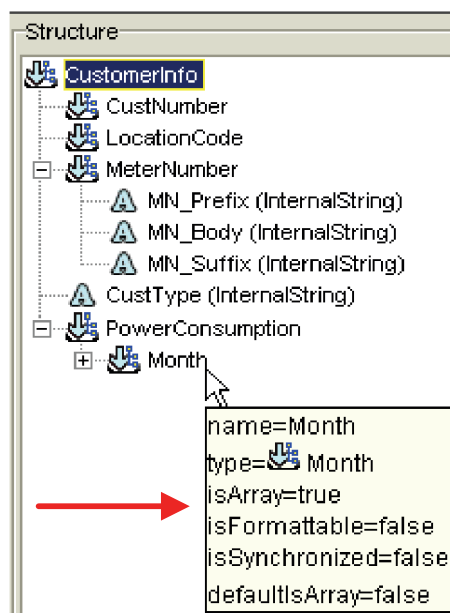 Structure
CustomerInfo
CustNumber
LocationCode
MeterNumber
MN_Prefix (InternalString)
MN_Body (InternalString)
MN_Suffix (InternalString)
CustType (InternalString)
PowerConsumption
Month
name=Month
type= Month
isArray=true
isFormattable=false
isSynchronized=false
defaultIsArray=false